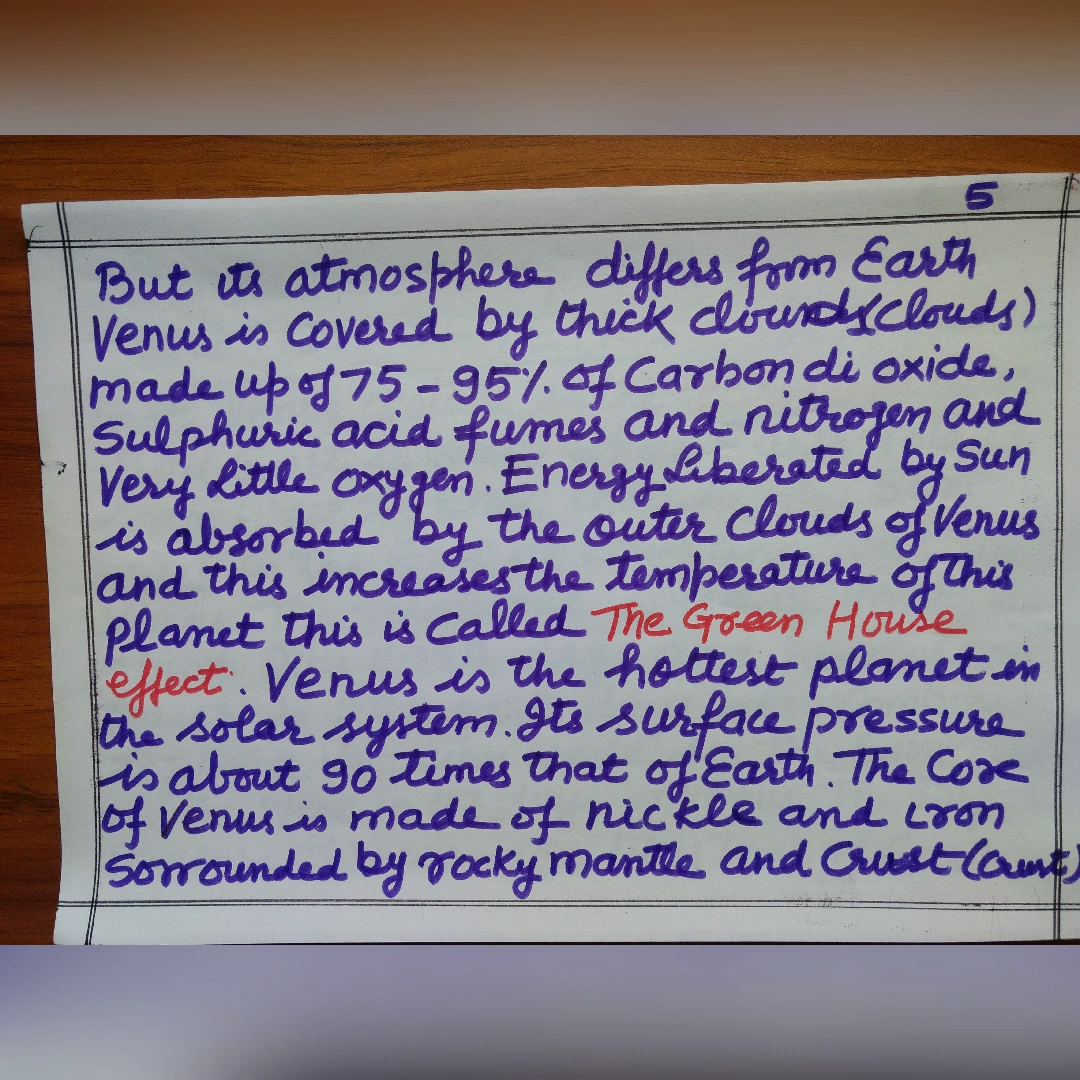 5
But its atmosphere differs from Earth
Venus is covered by thick clounds (Clouds)
made up of 75 - 95% of Carbon di oxide,
Sulphuric acid fumes and nitrogen and
Very little oxygen. Energy Liberated by Sun
is absorbed by the outer Clouds of Venus
and this increases the temperature of this
planet this is Called The Green House
effect. Venus is the hottest planet in
the solar system. Its surface pressure
is about 90 times that of Earth. The Core
of Venus is made of nickle and iron
Sorrounded by rocky mantle and Crust (Crust)